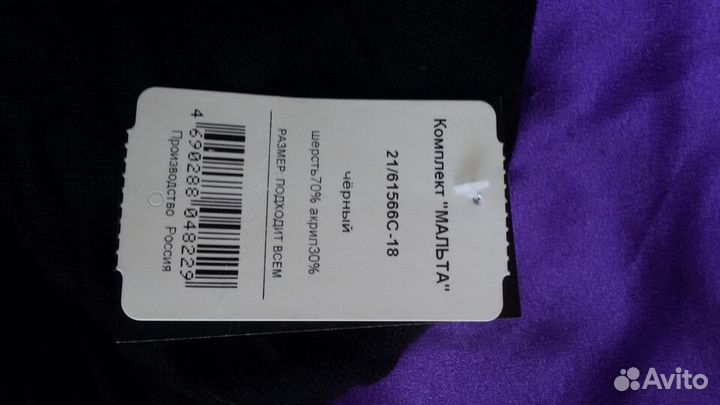 Комплект "МАЛЬТА"
21/61566С-18
чёрный
шерсть70% акрил30%
РАЗМЕР ПОДХОДИТ ВСЕМ
4 690288 048229
Производство Россия
Avito